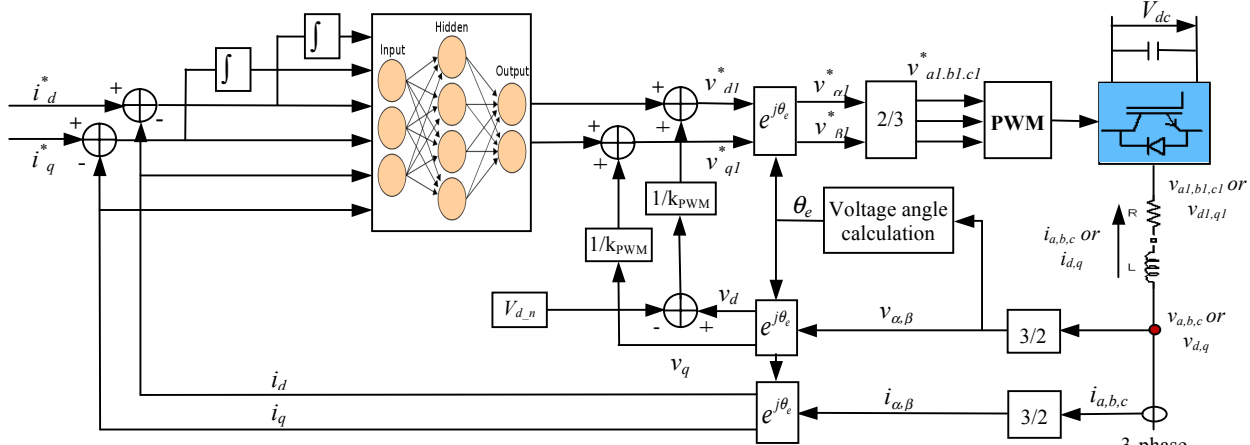 V_dc
∫
∫
Hidden
Input
Output
i*_d
+
-
+
-
i*_q
+
+
+
+
v*_d1
v*_q1
e^jθ_e
v*_α1
v*_β1
2/3
v*_a1.b1.c1
PWM
v_a1,b1,c1 or
v_d1,q1
R
L
i_a,b,c or
i_d,q
1/k_PWM
1/k_PWM
θ_e
Voltage angle
calculation
V_d_n
-
+
v_d
v_q
e^jθ_e
v_α,β
3/2
v_a,b,c or
v_d,q
i_d
i_q
e^jθ_e
i_α,β
3/2
i_a,b,c